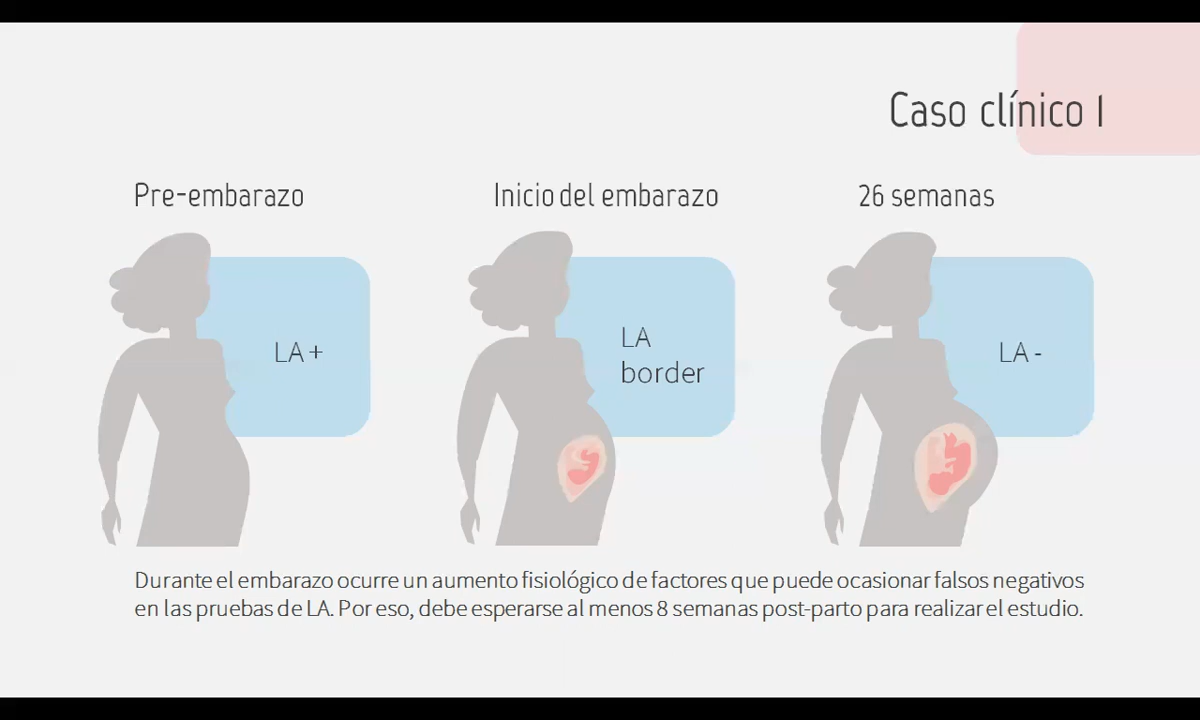 Caso clínico 1
Pre-embarazo
Inicio del embarazo
26 semanas
LA +
LA
border
LA -
Durante el embarazo ocurre un aumento fisiológico de factores que puede ocasionar falsos negativos
en las pruebas de LA. Por eso, debe esperarse al menos 8 semanas post-parto para realizar el estudio.